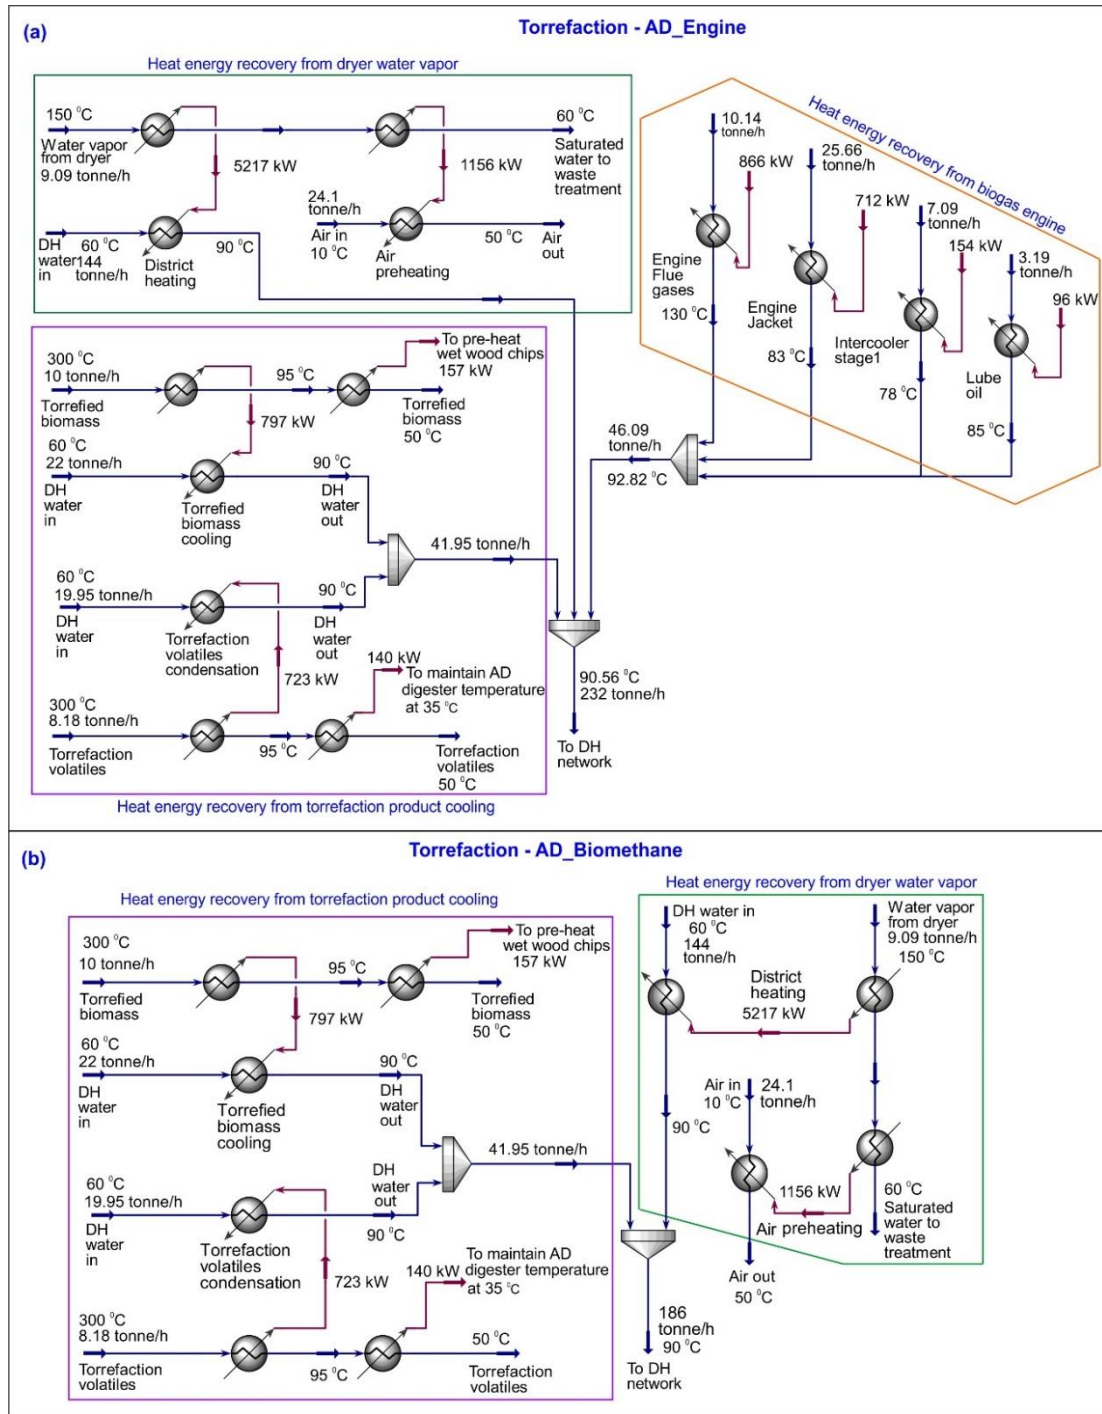 (a)
Torrefaction - AD_Engine
Heat energy recovery from dryer water vapor
150 °C
Water vapor
from dryer
9.09 tonne/h
5217 kW
1156 kW
60 °C
Saturated
water to
waste
treatment
DH
water
in
60 °C
144
tonne/h
District
heating
90 °C
24.1
tonne/h
Air in
10 °C
Air
preheating
50 °C
Air
out
Heat energy recovery from biogas engine
10.14
tonne/h
866 kW
Engine
Flue
gases
130 °C
25.66
tonne/h
712 kW
Engine
Jacket
83 °C
7.09
tonne/h
154 kW
Intercooler
stage1
78 °C
3.19
tonne/h
96 kW
Lube
oil
85 °C
46.09
tonne/h
92.82 °C
300 °C
10 tonne/h
Torrefied
biomass
95 °C
To pre-heat
wet wood chips
157 kW
Torrefied
biomass
50 °C
797 kW
60 °C
22 tonne/h
DH
water
in
Torrefied
biomass
cooling
90 °C
DH
water
out
41.95 tonne/h
60 °C
19.95 tonne/h
DH
water
in
Torrefaction
volatiles
condensation
90 °C
DH
water
out
723 kW
140 kW
To maintain AD
digester temperature
at 35 °C
300 °C
8.18 tonne/h
Torrefaction
volatiles
95 °C
Torrefaction
volatiles
50 °C
90.56 °C
232 tonne/h
To DH
network
Heat energy recovery from torrefaction product cooling
(b)
Torrefaction - AD_Biomethane
Heat energy recovery from torrefaction product cooling
Heat energy recovery from dryer water vapor
300 °C
10 tonne/h
Torrefied
biomass
95 °C
To pre-heat
wet wood chips
157 kW
Torrefied
biomass
50 °C
797 kW
60 °C
22 tonne/h
DH
water
in
Torrefied
biomass
cooling
90 °C
DH
water
out
41.95 tonne/h
60 °C
19.95 tonne/h
DH
water
in
Torrefaction
volatiles
condensation
DH
water
out
90 °C
723 kW
140 kW
To maintain AD
digester temperature
at 35 °C
300 °C
8.18 tonne/h
Torrefaction
volatiles
95 °C
50 °C
Torrefaction
volatiles
DH water in
60 °C
144
tonne/h
Water vapor
from dryer
9.09 tonne/h
150 °C
District
heating
5217 kW
90 °C
Air in
10 °C
24.1
tonne/h
1156 kW
Air preheating
60 °C
Saturated
water to
waste
treatment
Air out
50 °C
186
tonne/h
90 °C
To DH
network